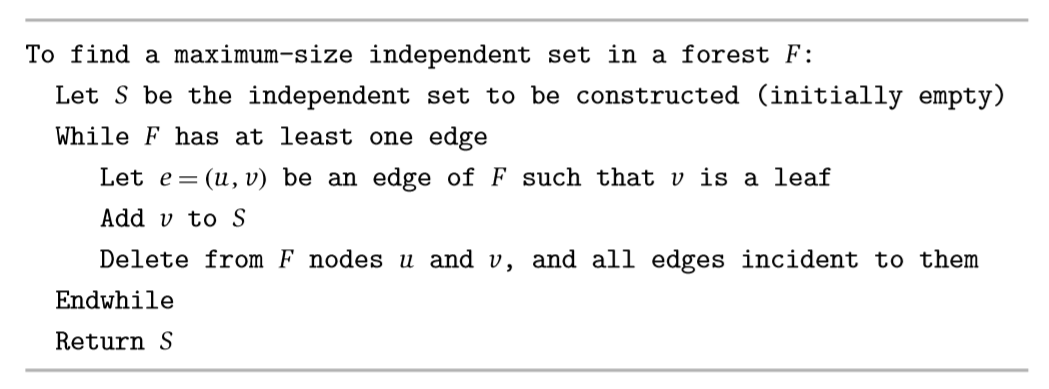 To find a maximum-size independent set in a forest F:
Let S be the independent set to be constructed (initially empty)
While F has at least one edge
Let e = (u, v) be an edge of F such that v is a leaf
Add v to S
Delete from F nodes u and v, and all edges incident to them
Endwhile
Return S